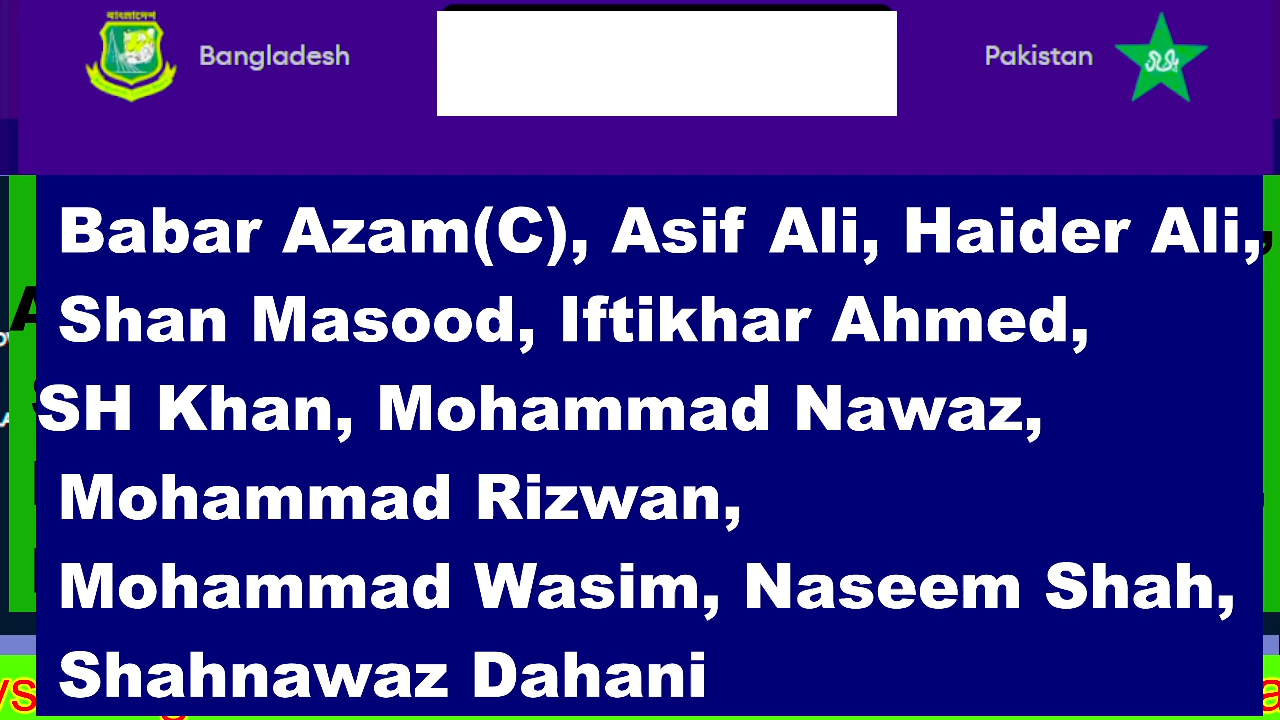 বাংলাদেশ
Bangladesh
Pakistan
Babar Azam(C), Asif Ali, Haider Ali,
Shan Masood, Iftikhar Ahmed,
SH Khan, Mohammad Nawaz,
Mohammad Rizwan,
Mohammad Wasim, Naseem Shah,
Shahnawaz Dahani